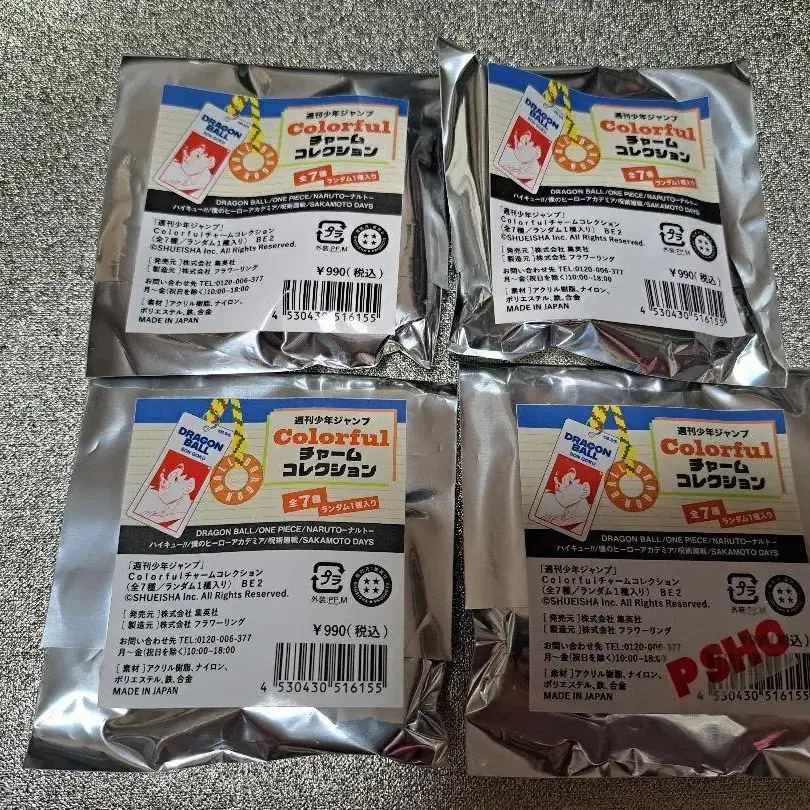 DRAGON
BALL
SON GOKU
週刊少年ジャンプ
Colorful
チャーム
コレクション
全7種
ランダム1種入り
DRAGON BALL/ONE PIECE/NARUTO-ナルト-
ハイキュー!!/僕のヒーローアカデミア/呪術廻戦/SAKAMOTO DAYS
「週刊少年ジャンプ」
Colorfulチャームコレクション
(全7種/ランダム1種入り) BE2
©SHUEISHA Inc. All Rights Reserved.
プラ
外装:PP,M
[ 発売元 ] 株式会社 集英社
[ 製造元 ] 株式会社 フラワーリング
¥990(税込)
お問い合わせ TEL:0120-006-377
月~金(祝日を除く)10:00~18:00
[ 素材 ] アクリル樹脂、ナイロン、
ポリエステル、鉄、合金
MADE IN JAPAN
4 530430 516155
DRAGON
BALL
SON GOKU
週刊少年ジャンプ
Colorful
チャーム
コレクション
全7種
ランダム1種入り
DRAGON BALL/ONE PIECE/NARUTO-ナルト-
ハイキュー!!/僕のヒーローアカデミア/呪術廻戦/SAKAMOTO DAYS
「週刊少年ジャンプ」
Colorfulチャームコレクション
(全7種/ランダム1種入り) BE2
©SHUEISHA Inc. All Rights Reserved.
プラ
外装:PP,M
[ 発売元 ] 株式会社 集英社
[ 製造元 ] 株式会社 フラワーリング
¥990(税込)
お問い合わせ TEL:0120-006-377
月~金(祝日を除く)10:00~18:00
[ 素材 ] アクリル樹脂、ナイロン、
ポリエステル、鉄、合金
MADE IN JAPAN
4 530430 516155
DRAGON
BALL
SON GOKU
週刊少年ジャンプ
Colorful
チャーム
コレクション
全7種
ランダム1種入り
DRAGON BALL/ONE PIECE/NARUTO-ナルト-
ハイキュー!!/僕のヒーローアカデミア/呪術廻戦/SAKAMOTO DAYS
「週刊少年ジャンプ」
Colorfulチャームコレクション
(全7種/ランダム1種入り) BE2
©SHUEISHA Inc. All Rights Reserved.
プラ
外装:PP,M
[ 発売元 ] 株式会社 集英社
[ 製造元 ] 株式会社 フラワーリング
¥990(税込)
お問い合わせ TEL:0120-006-377
月~金(祝日を除く)10:00~18:00
[ 素材 ] アクリル樹脂、ナイロン、
ポリエステル、鉄、合金
MADE IN JAPAN
4 530430 516155
DRAGON
BALL
SON GOKU
週刊少年ジャンプ
Colorful
チャーム
コレクション
全7種
ランダム1種入り
DRAGON BALL/ONE PIECE/NARUTO-ナルト-
ハイキュー!!/僕のヒーローアカデミア/呪術廻戦/SAKAMOTO DAYS
「週刊少年ジャンプ」
Colorfulチャームコレクション
(全7種/ランダム1種入り) BE2
©SHUEISHA Inc. All Rights Reserved.
プラ
外装:PP,M
[ 発売元 ] 株式会社 集英社
[ 製造元 ] 株式会社 フラワーリング
990(税込)
お問い合わせ TEL:0120-006-377
月~金(祝日を除く)10:00~18:00
[ 素材 ] アクリル樹脂、ナイロン、
ポリエステル、鉄、合金
MADE IN JAPAN
4 530430 516155
P SHO